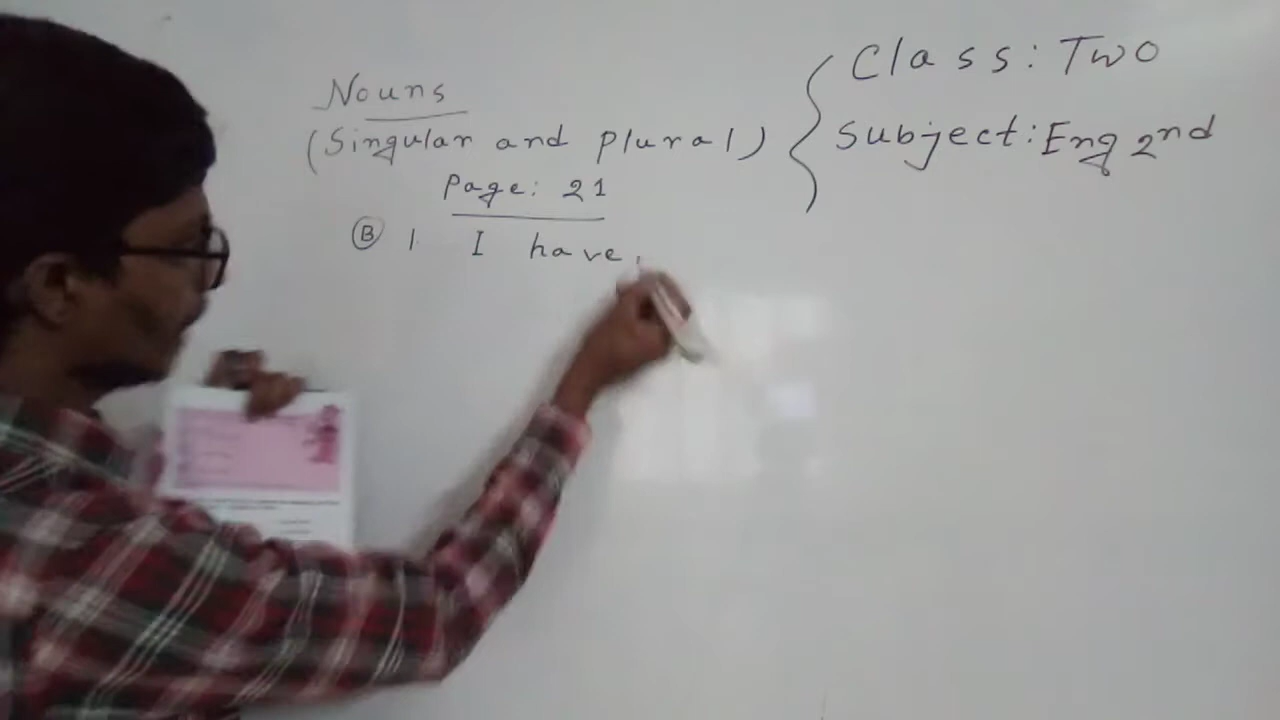 Nouns
(Singular and plural)
Page: 21
B 1 I have
Class: Two
Subject: Eng 2nd